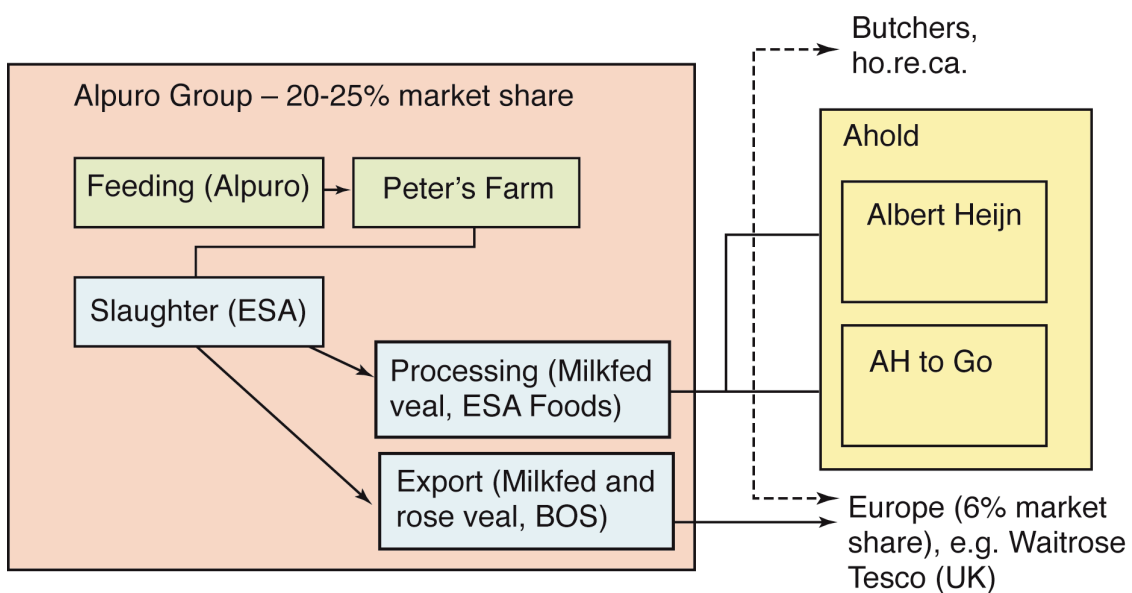 Butchers,
ho.re.ca.
Alpuro Group – 20-25% market share
Ahold
Feeding (Alpuro)
Peter’s Farm
Albert Heijn
Slaughter (ESA)
Processing (Milkfed
veal, ESA Foods)
AH to Go
Export (Milkfed and
rose veal, BOS)
Europe (6% market
share), e.g. Waitrose
Tesco (UK)